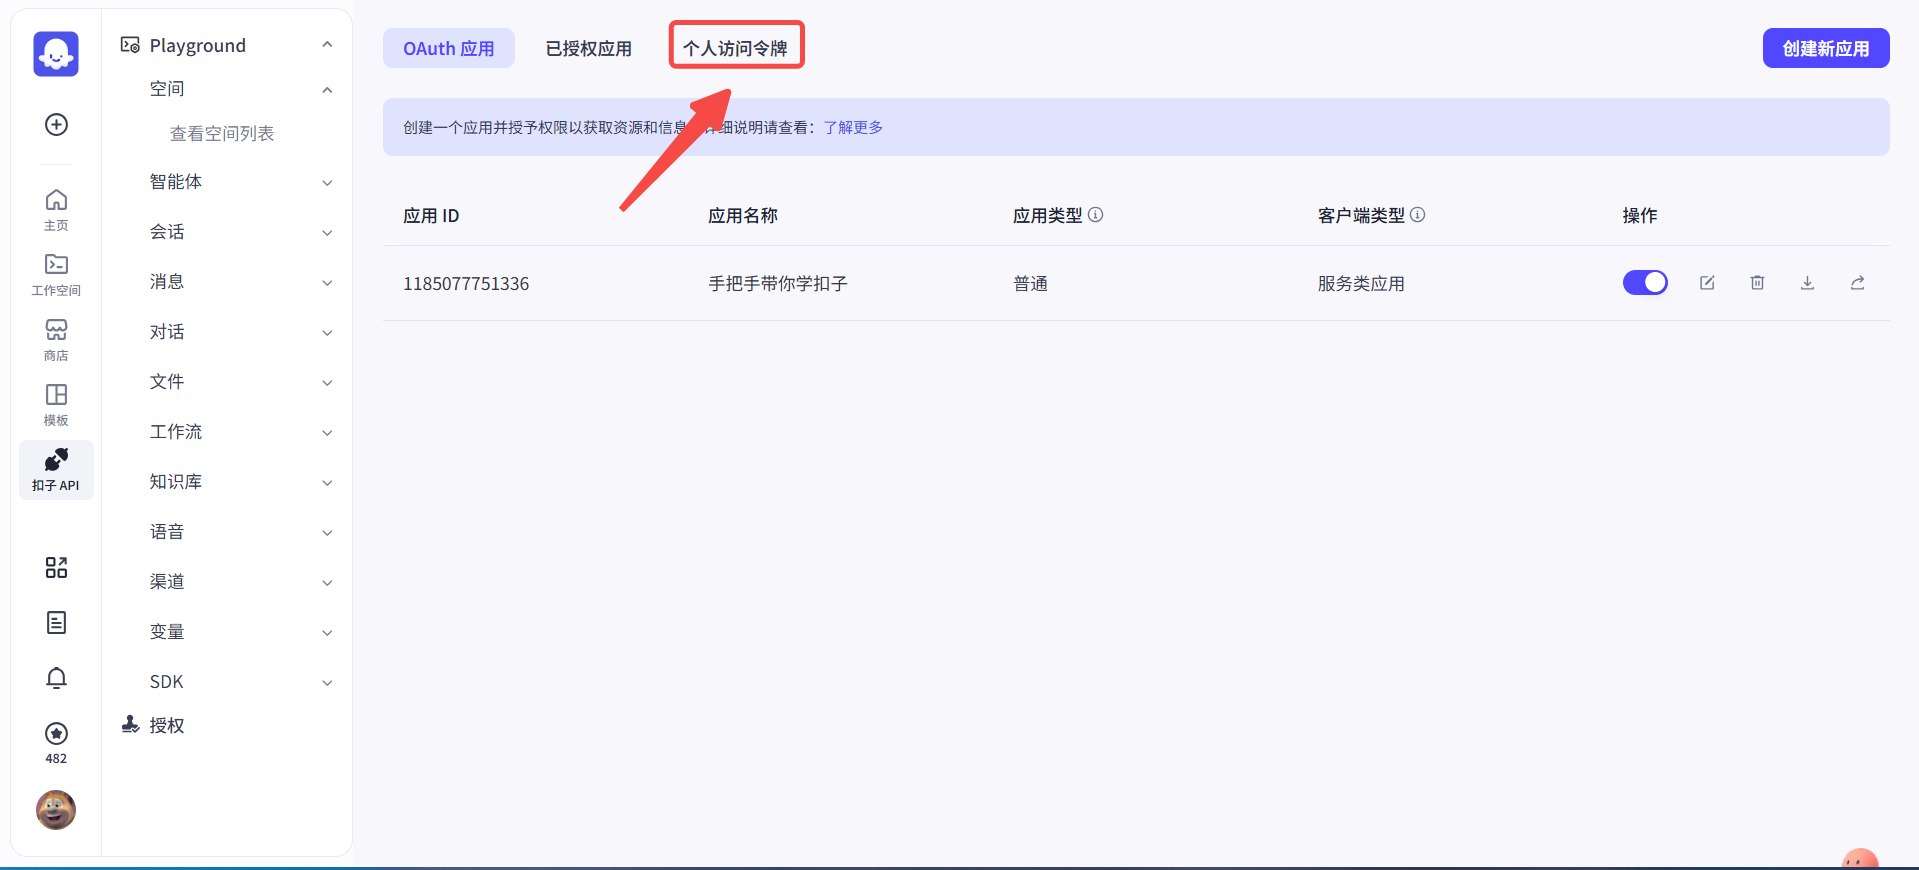 主页
工作空间
商店
模板
扣子 API
482
Playground
空间
查看空间列表
智能体
会话
消息
对话
文件
工作流
知识库
语音
渠道
变量
SDK
授权
OAuth 应用 已授权应用 个人访问令牌 创建新应用
创建一个应用并授予权限以获取资源和信息 详细说明请查看：了解更多
应用 ID 应用名称 应用类型 客户端类型 操作
1185077751336 手把手带你学扣子 普通 服务类应用